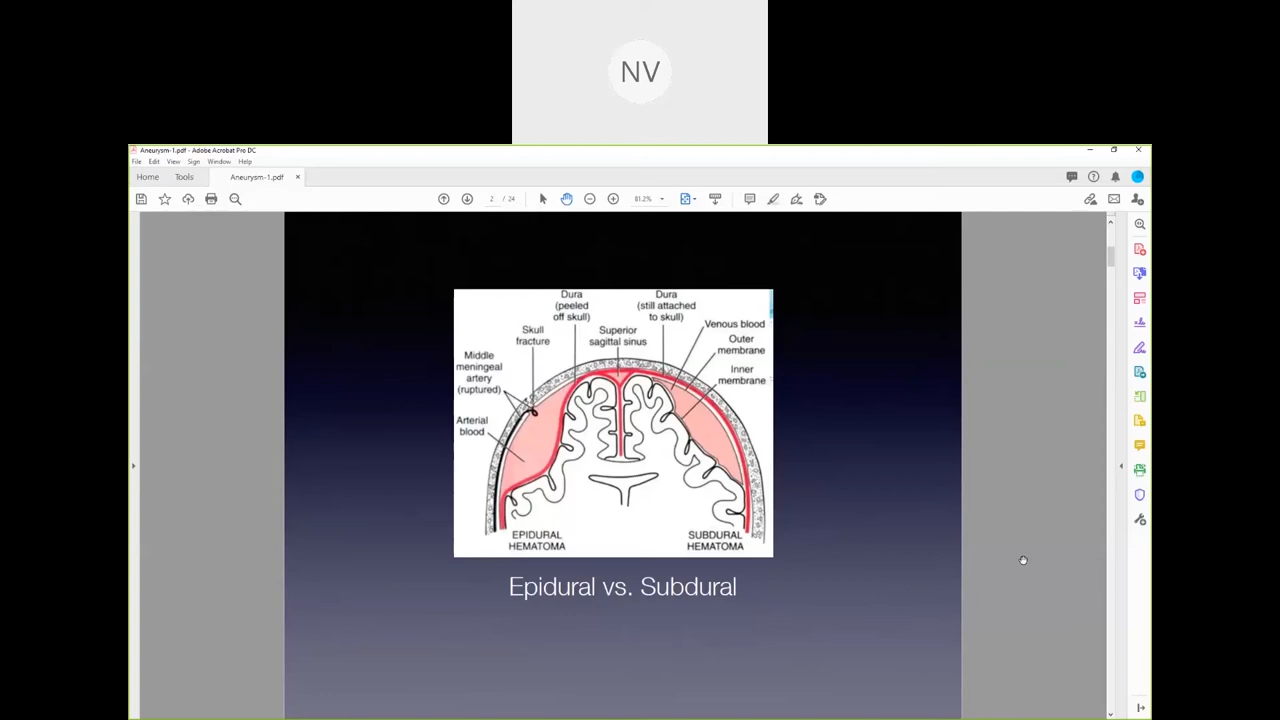 NV
Aneurysm-1.pdf - Adobe Acrobat Pro DC
File Edit View Sign Window Help
Home Tools Aneurysm-1.pdf
2 / 24
81.2%
Dura
(peeled
off skull)
Dura
(still attached
to skull)
Skull
fracture
Superior
sagittal sinus
Venous blood
Outer
membrane
Inner
membrane
Middle
meningeal
artery
(ruptured)
Arterial
blood
EPIDURAL
HEMATOMA
SUBDURAL
HEMATOMA
Epidural vs. Subdural